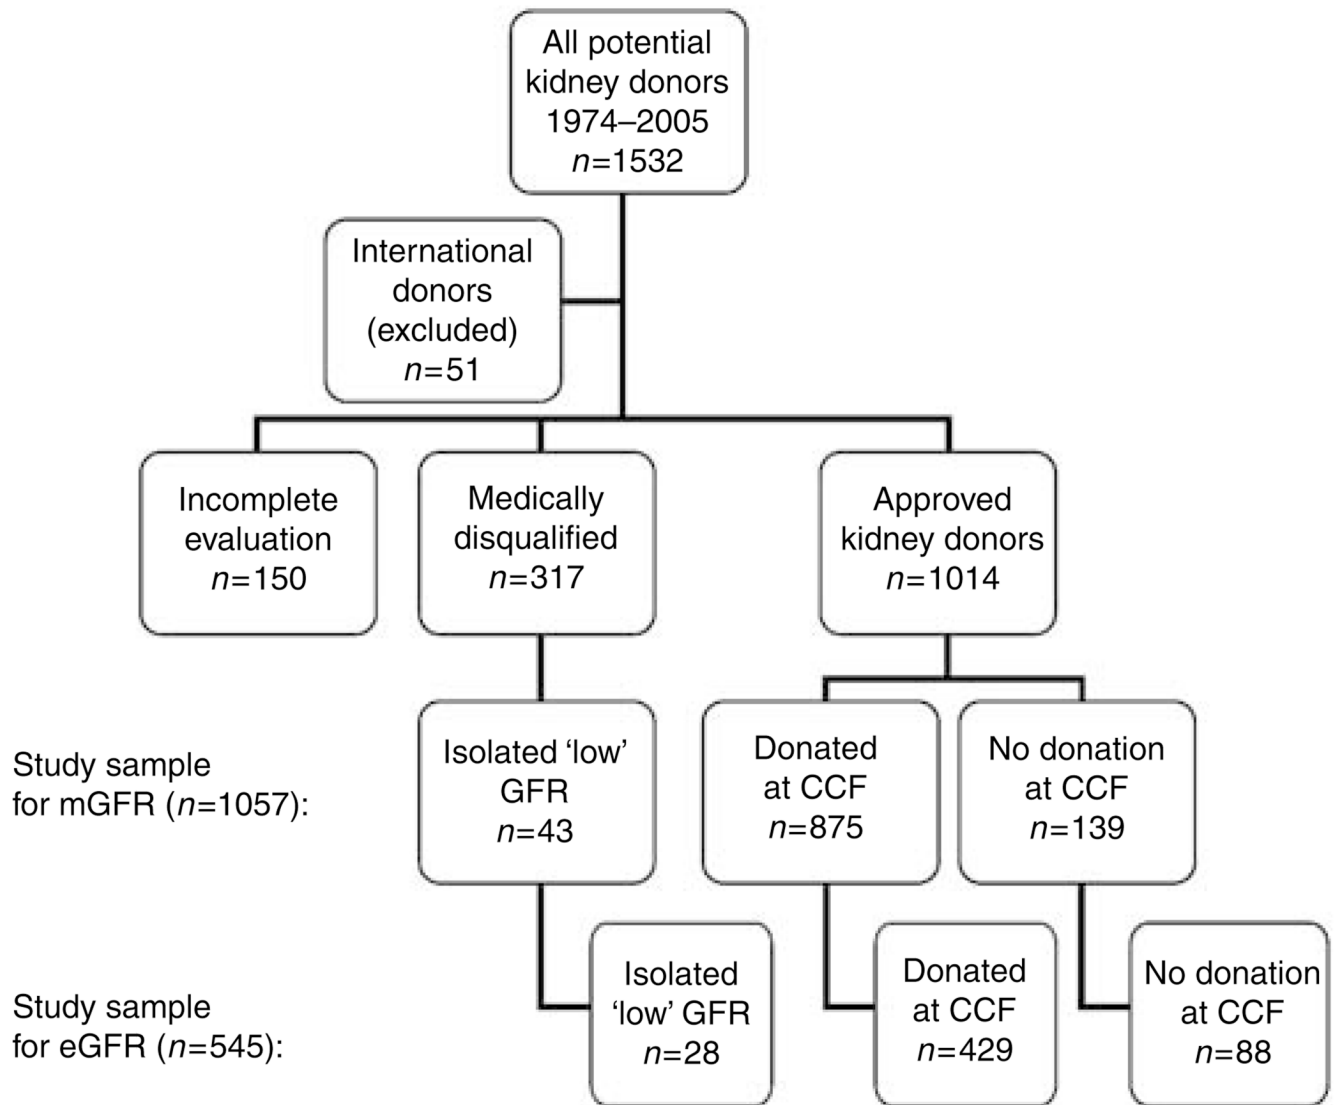 All potential
kidney donors
1974–2005
n=1532
International
donors
(excluded)
n=51
Incomplete
evaluation
n=150
Medically
disqualified
n=317
Approved
kidney donors
n=1014
Study sample
for mGFR (n=1057):
Isolated ‘low’
GFR
n=43
Donated
at CCF
n=875
No donation
at CCF
n=139
Study sample
for eGFR (n=545):
Isolated
‘low’ GFR
n=28
Donated
at CCF
n=429
No donation
at CCF
n=88